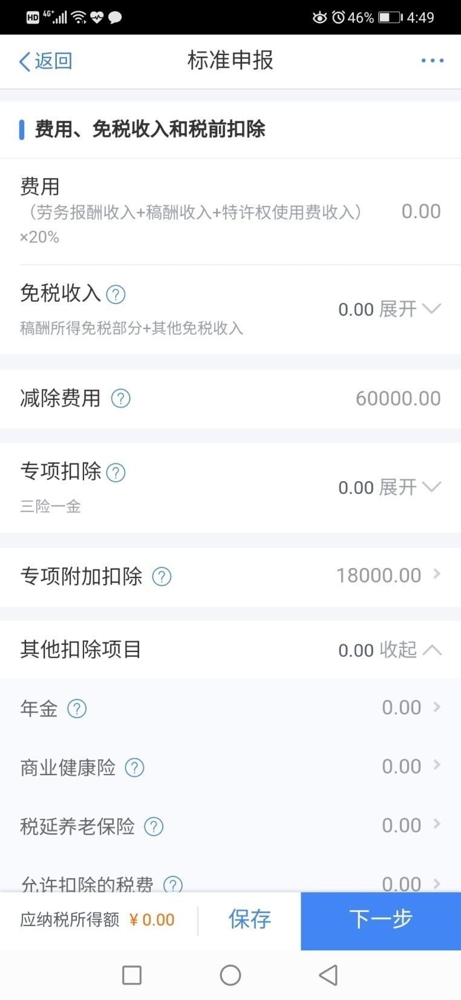 HD 4G+ 46% 4:49
返回 标准申报 ...
费用、免税收入和税前扣除
费用
（劳务报酬收入+稿酬收入+特许权使用费收入） 0.00
×20%
免税收入 ? 0.00 展开
稿酬所得免税部分+其他免税收入
减除费用 ? 60000.00
专项扣除 ? 0.00 展开
三险一金
专项附加扣除 ? 18000.00
其他扣除项目 0.00 收起
年金 ? 0.00
商业健康险 ? 0.00
税延养老保险 ? 0.00
允许扣除的税费 ? 0.00
应纳税所得额 ￥0.00 保存 下一步